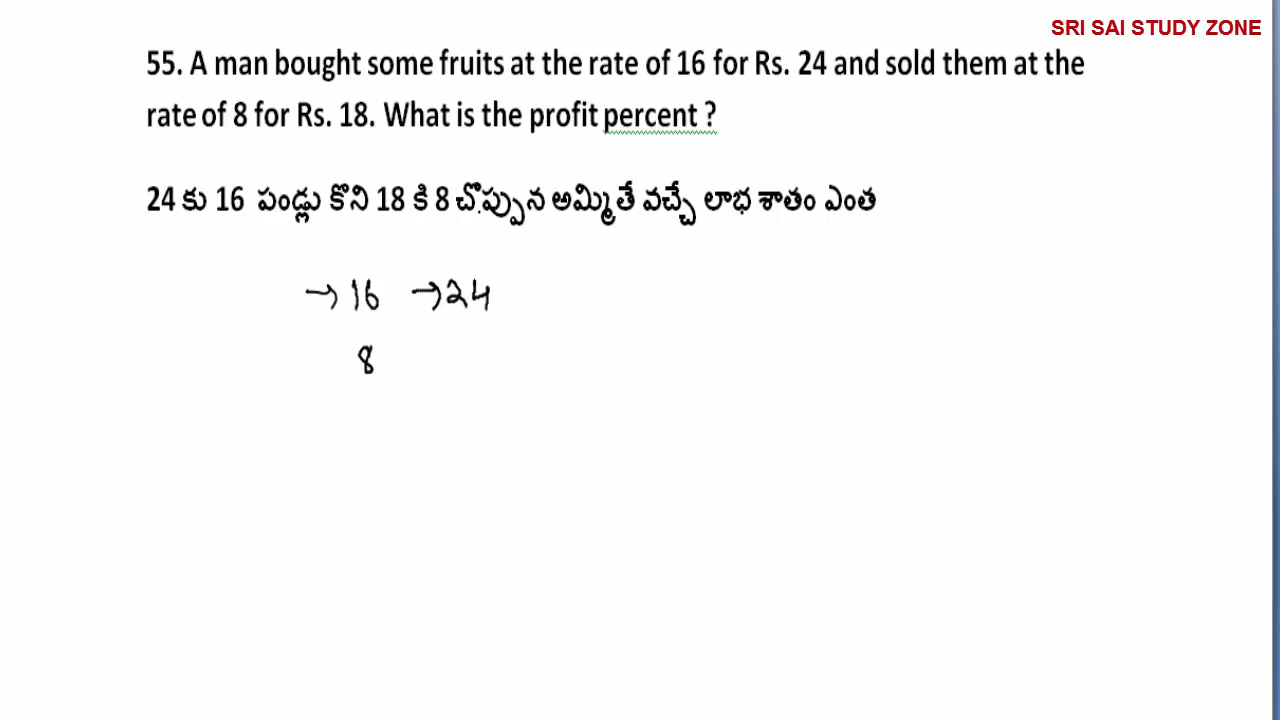 SRI SAI STUDY ZONE
55. A man bought some fruits at the rate of 16 for Rs. 24 and sold them at the
rate of 8 for Rs. 18. What is the profit percent ?
24 కు 16 పండ్లు కొని 18 కి 8 చొప్పున అమ్మితే వచ్చే లాభ శాతం ఎంత
→ 16 → 24
8